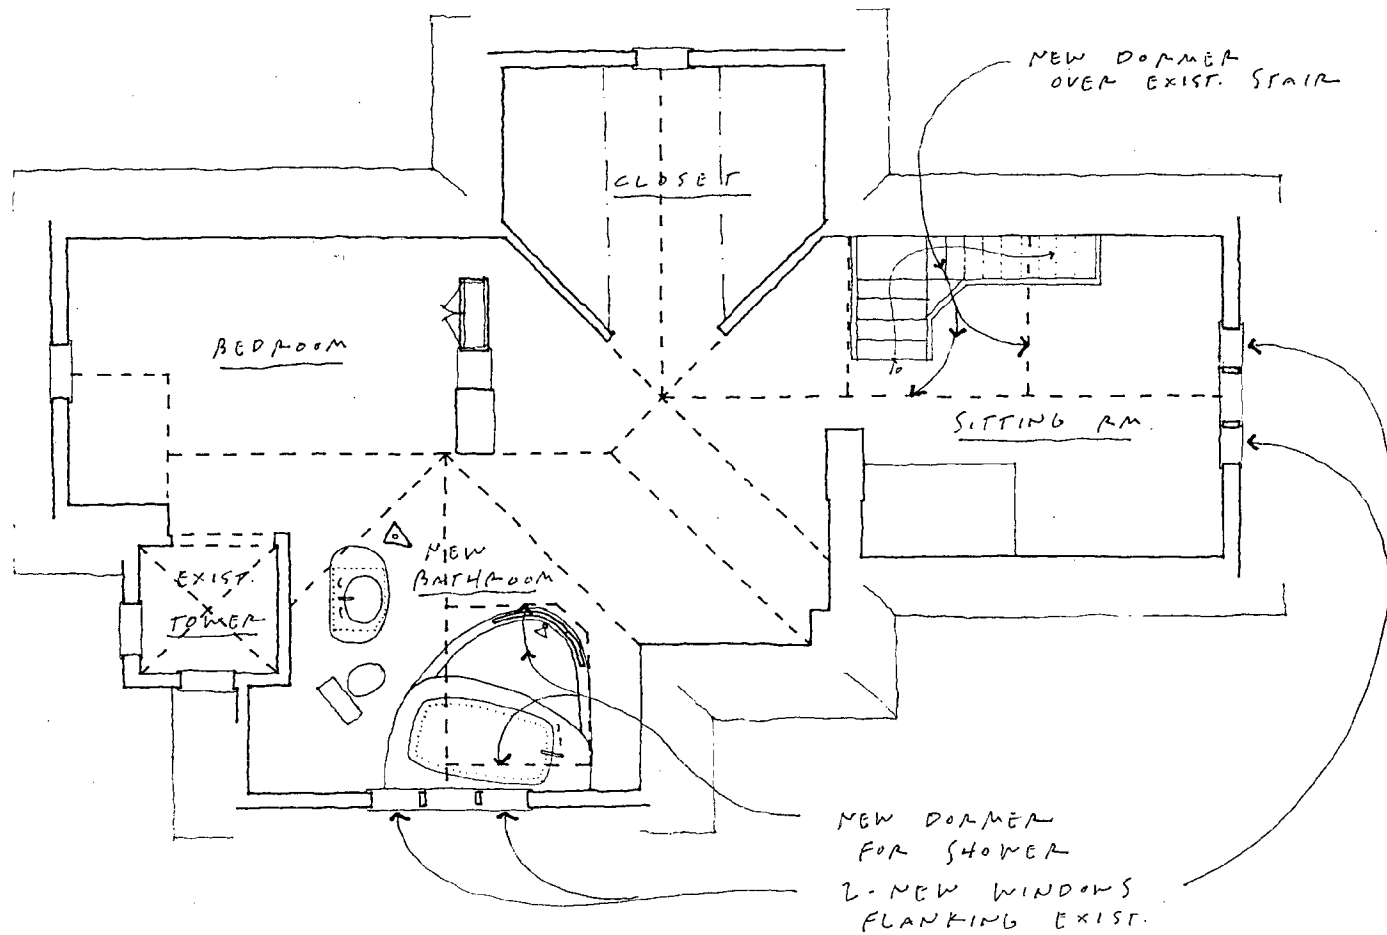 NEW DORMER
OVER EXIST. STAIR
CLOSET
BEDROOM
SITTING RM.
NEW
BATHROOM
EXIST.
TOWER
NEW DORMER
FOR SHOWER
2-NEW WINDOWS
FLANKING EXIST.